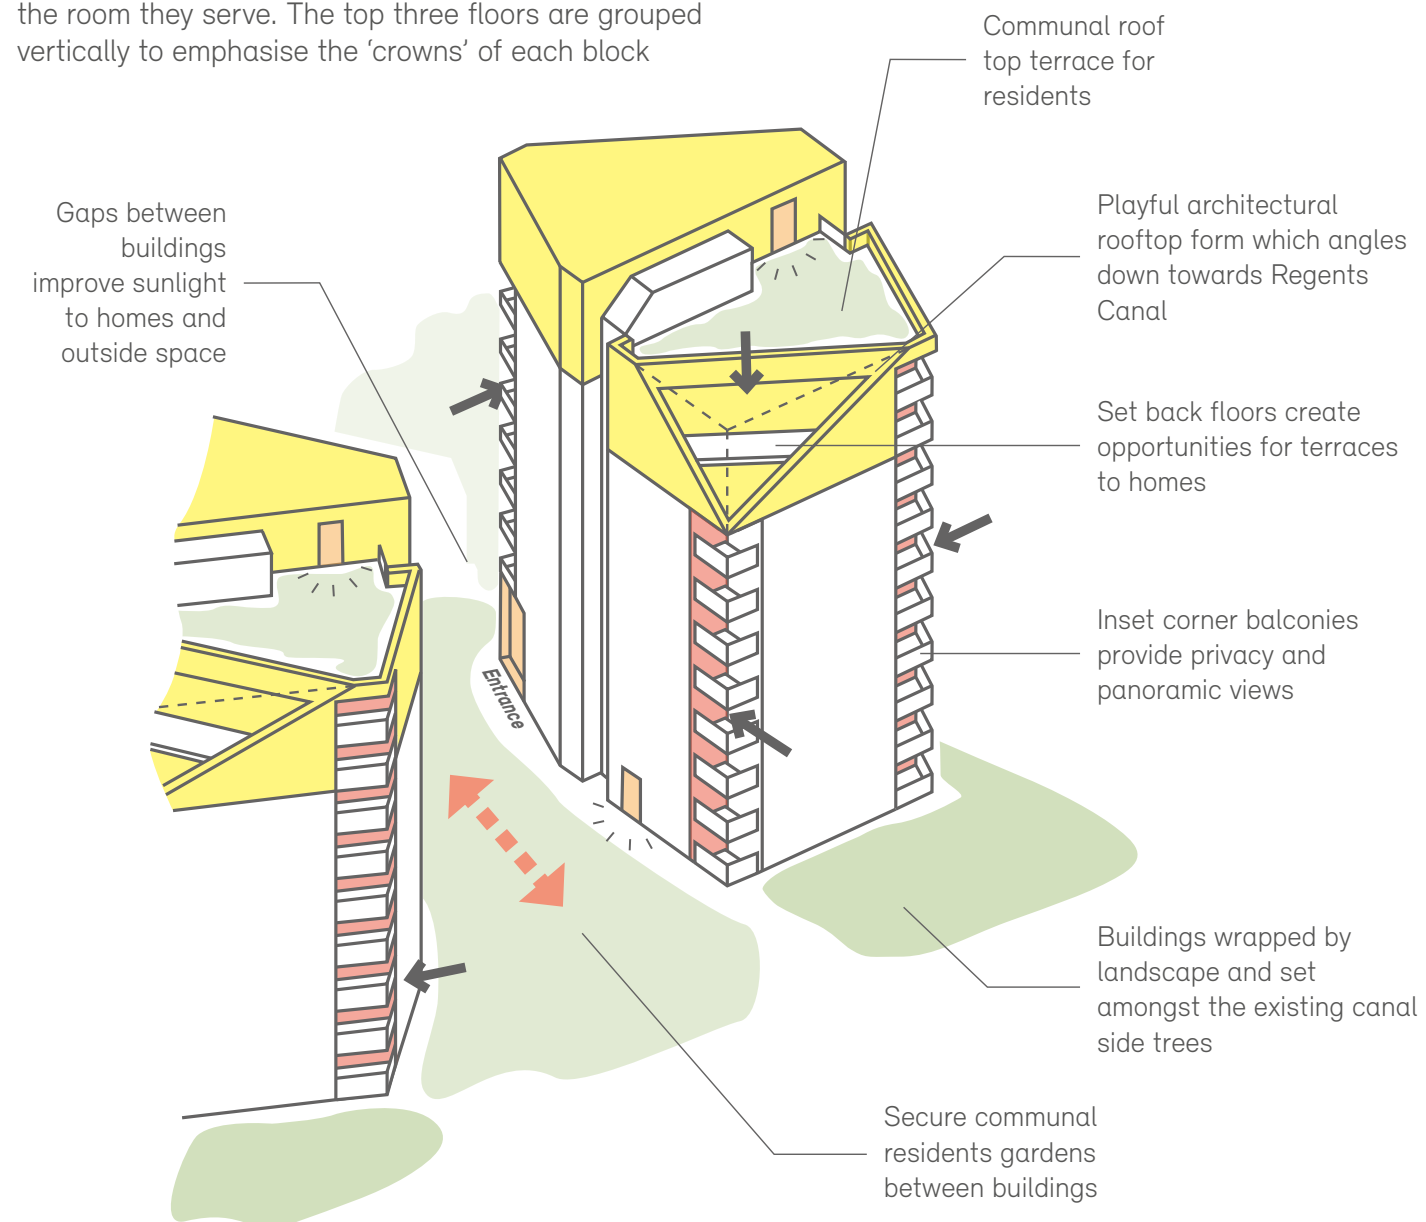 the room they serve. The top three floors are grouped
vertically to emphasise the ‘crowns’ of each block
Communal roof
top terrace for
residents
Gaps between
buildings
improve sunlight
to homes and
outside space
Playful architectural
rooftop form which angles
down towards Regents
Canal
Set back floors create
opportunities for terraces
to homes
Inset corner balconies
provide privacy and
panoramic views
Entrance
Buildings wrapped by
landscape and set
amongst the existing canal
side trees
Secure communal
residents gardens
between buildings